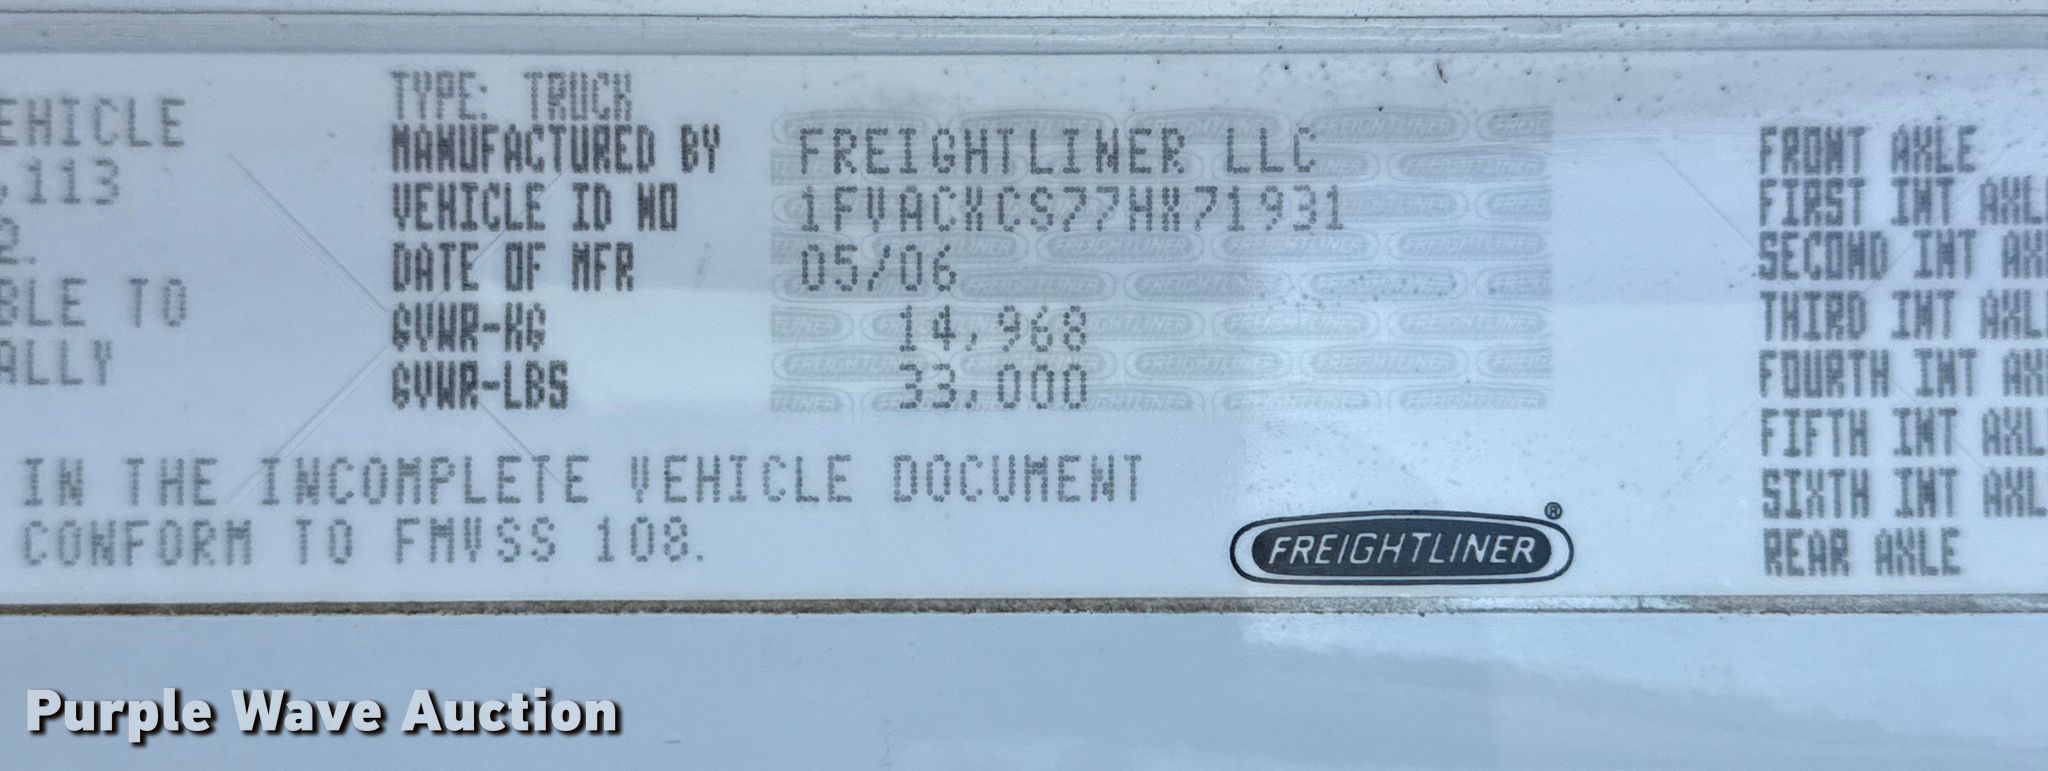 TYPE: TRUCK
EHICLE
MANUFACTURED BY FREIGHTLINER LLC
,113
VEHICLE ID NO 1FVACXCS77HX71931
DATE OF MFR 05/06
BLE TO
GVWR-KG 14,968
ALLY
GVWR-LBS 33,000
IN THE INCOMPLETE VEHICLE DOCUMENT
CONFORM TO FMVSS 108.
FREIGHTLINER®
FRONT AXLE
FIRST INT AXL
SECOND INT AX
THIRD INT AXL
FOURTH INT AX
FIFTH INT AXL
SIXTH INT AXL
REAR AXLE
Purple Wave Auction